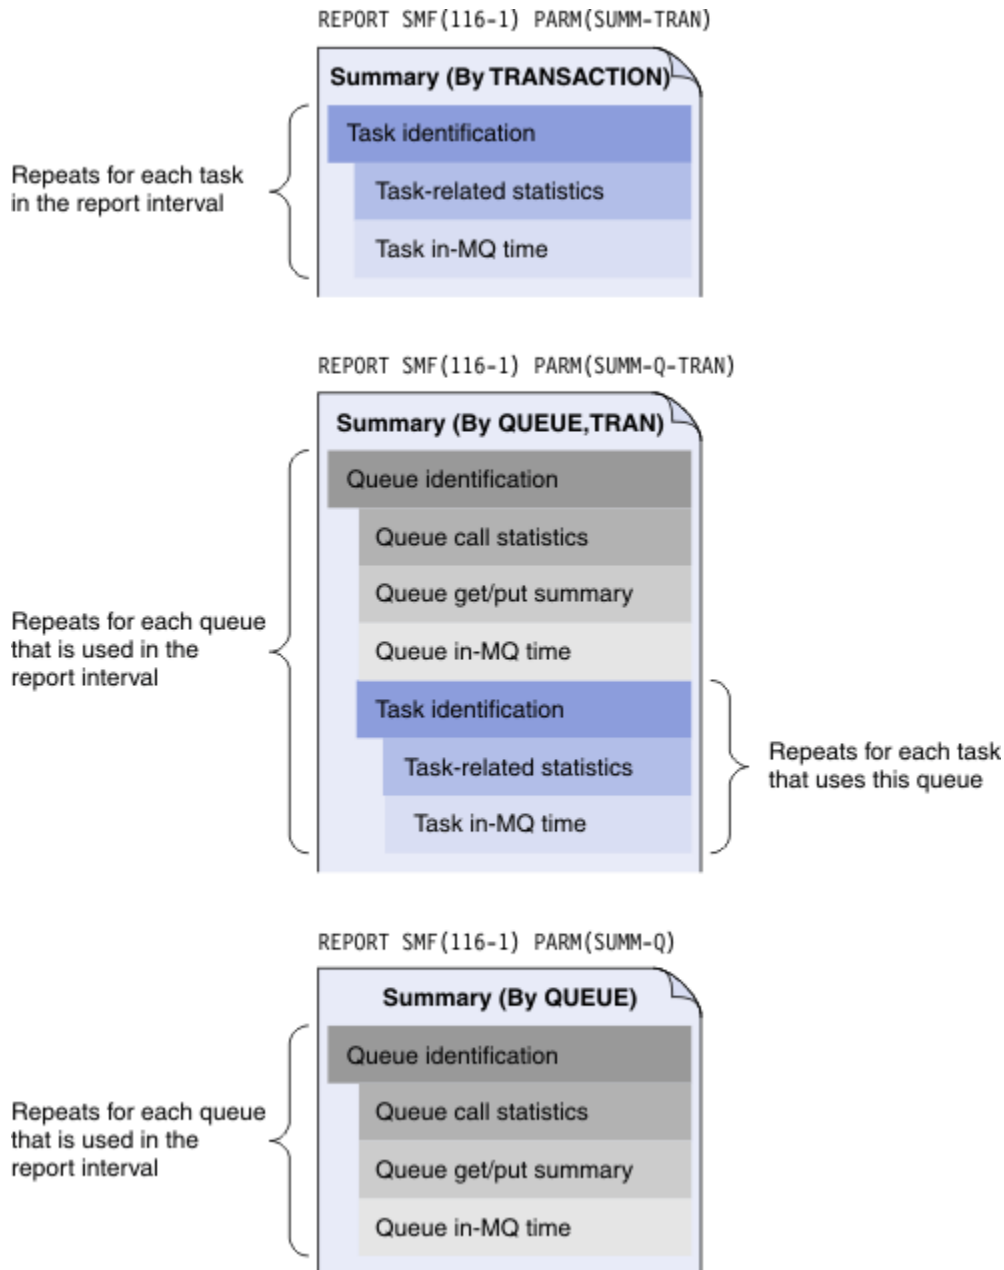 REPORT SMF(116-1) PARM(SUMM-TRAN)
Summary (By TRANSACTION)
Task identification
Repeats for each task
in the report interval
Task-related statistics
Task in-MQ time
REPORT SMF(116-1) PARM(SUMM-Q-TRAN)
Summary (By QUEUE,TRAN)
Queue identification
Queue call statistics
Queue get/put summary
Repeats for each queue
that is used in the
report interval
Queue in-MQ time
Task identification
Task-related statistics
Repeats for each task
that uses this queue
Task in-MQ time
REPORT SMF(116-1) PARM(SUMM-Q)
Summary (By QUEUE)
Queue identification
Repeats for each queue
that is used in the
report interval
Queue call statistics
Queue get/put summary
Queue in-MQ time